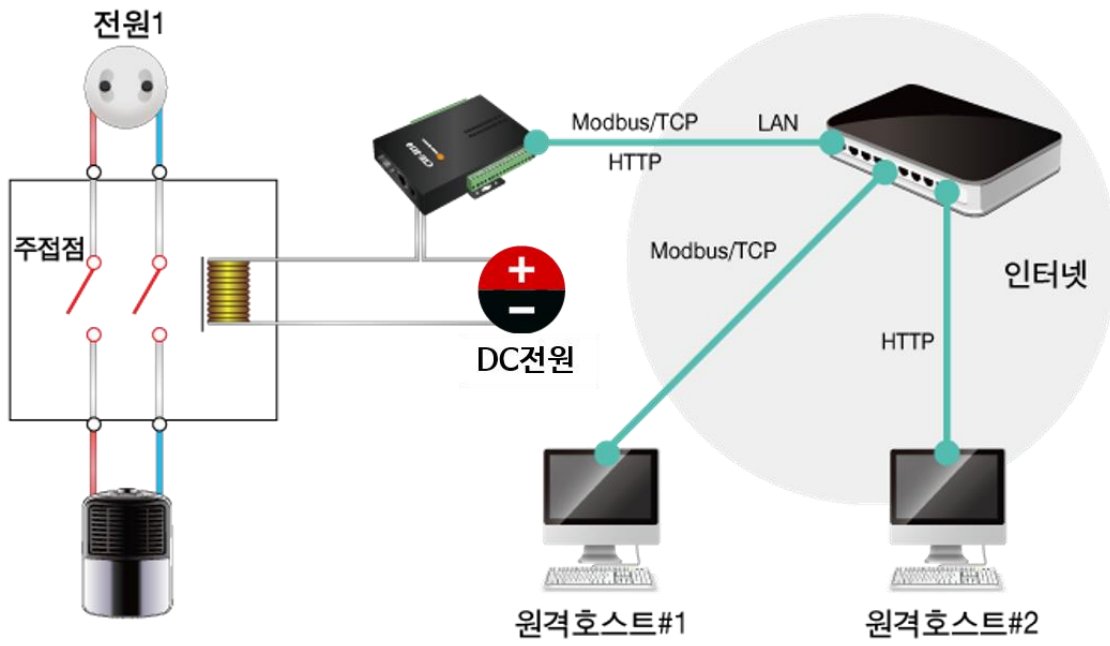 전원1
주접점
Modbus/TCP
LAN
HTTP
Modbus/TCP
인터넷
HTTP
+
−
DC전원
원격호스트#1
원격호스트#2